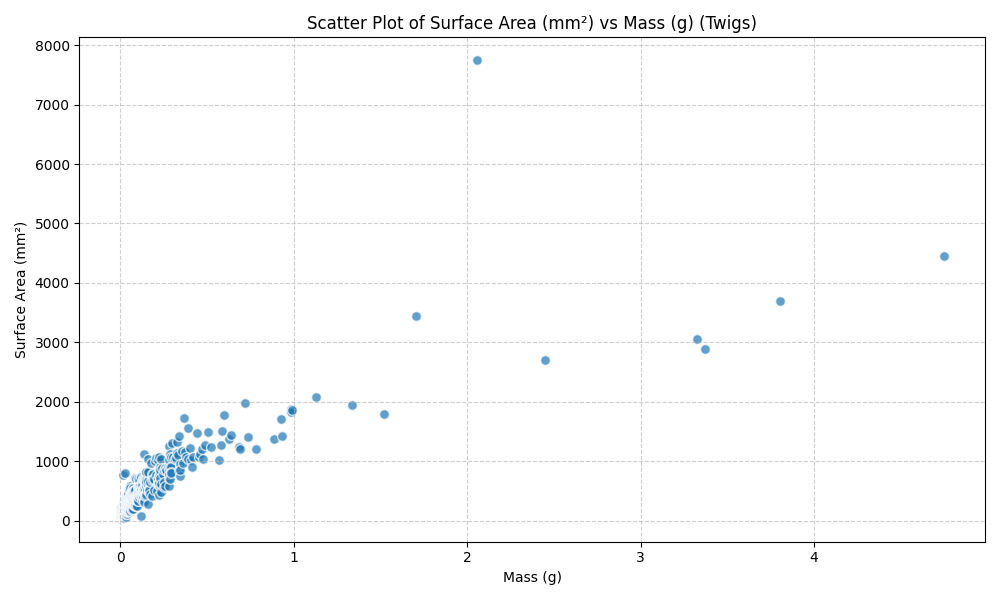 Scatter Plot of Surface Area (mm²) vs Mass (g) (Twigs)
8000
7000
6000
5000
4000
3000
2000
1000
0
Surface Area (mm²)
0 1 2 3 4
Mass (g)